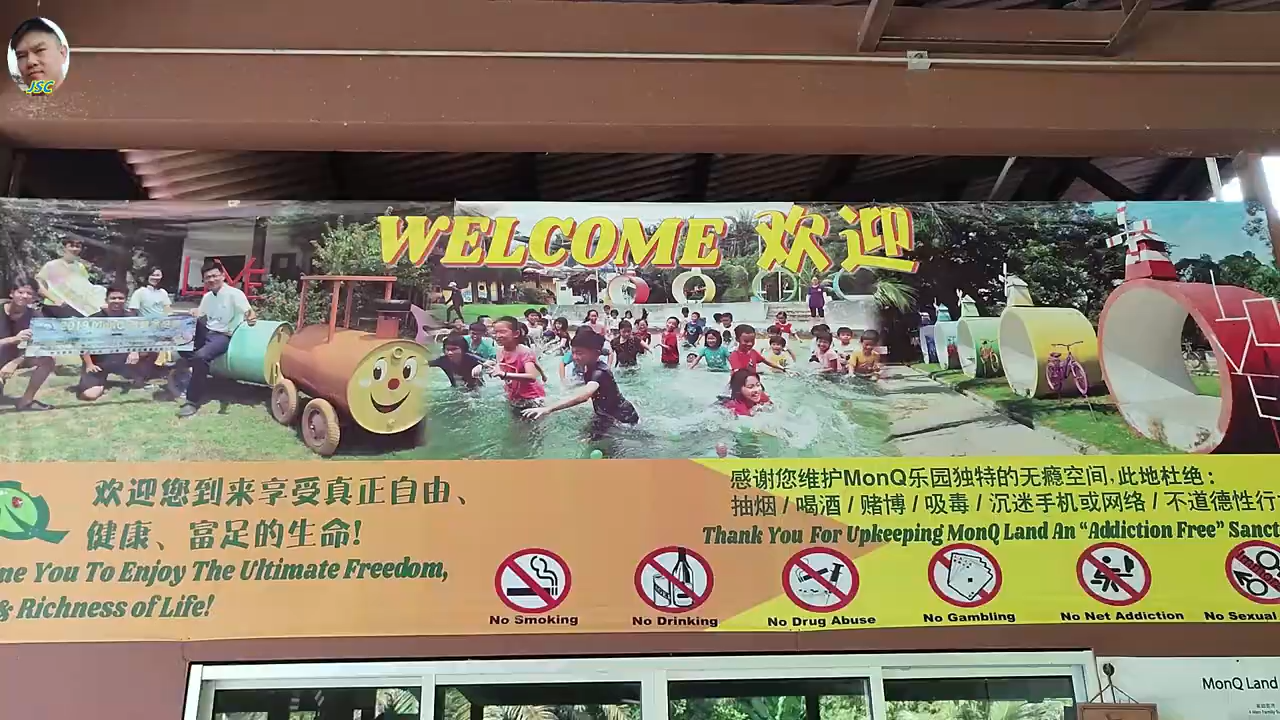 JSC
WELCOME 欢迎
欢迎您到来享受真正自由、
健康、富足的生命!
me You To Enjoy The Ultimate Freedom,
& Richness of Life!
感谢您维护MonQ乐园独特的无瘾空间,此地杜绝:
抽烟 / 喝酒 / 赌博 / 吸毒 / 沉迷手机或网络 / 不道德性行
Thank You For Upkeeping MonQ Land An “Addiction Free” Sanct
No Smoking
No Drinking
No Drug Abuse
No Gambling
No Net Addiction
No Sexual
MonQ Land